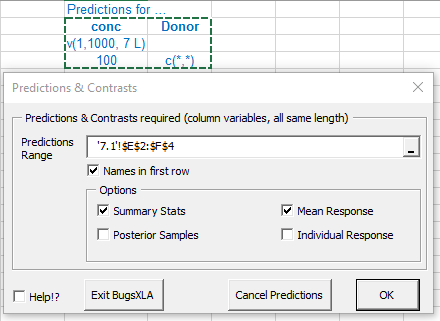 Predictions for ...
conc Donor
v(1,1000, 7 L)
100 c(*,*)
Predictions & Contrasts
Predictions & Contrasts required (column variables, all same length)
Predictions Range '7.1'!$E$2:$F$4
Names in first row
Options
Summary Stats Mean Response
Posterior Samples Individual Response
Help!? Exit BugsXLA Cancel Predictions OK